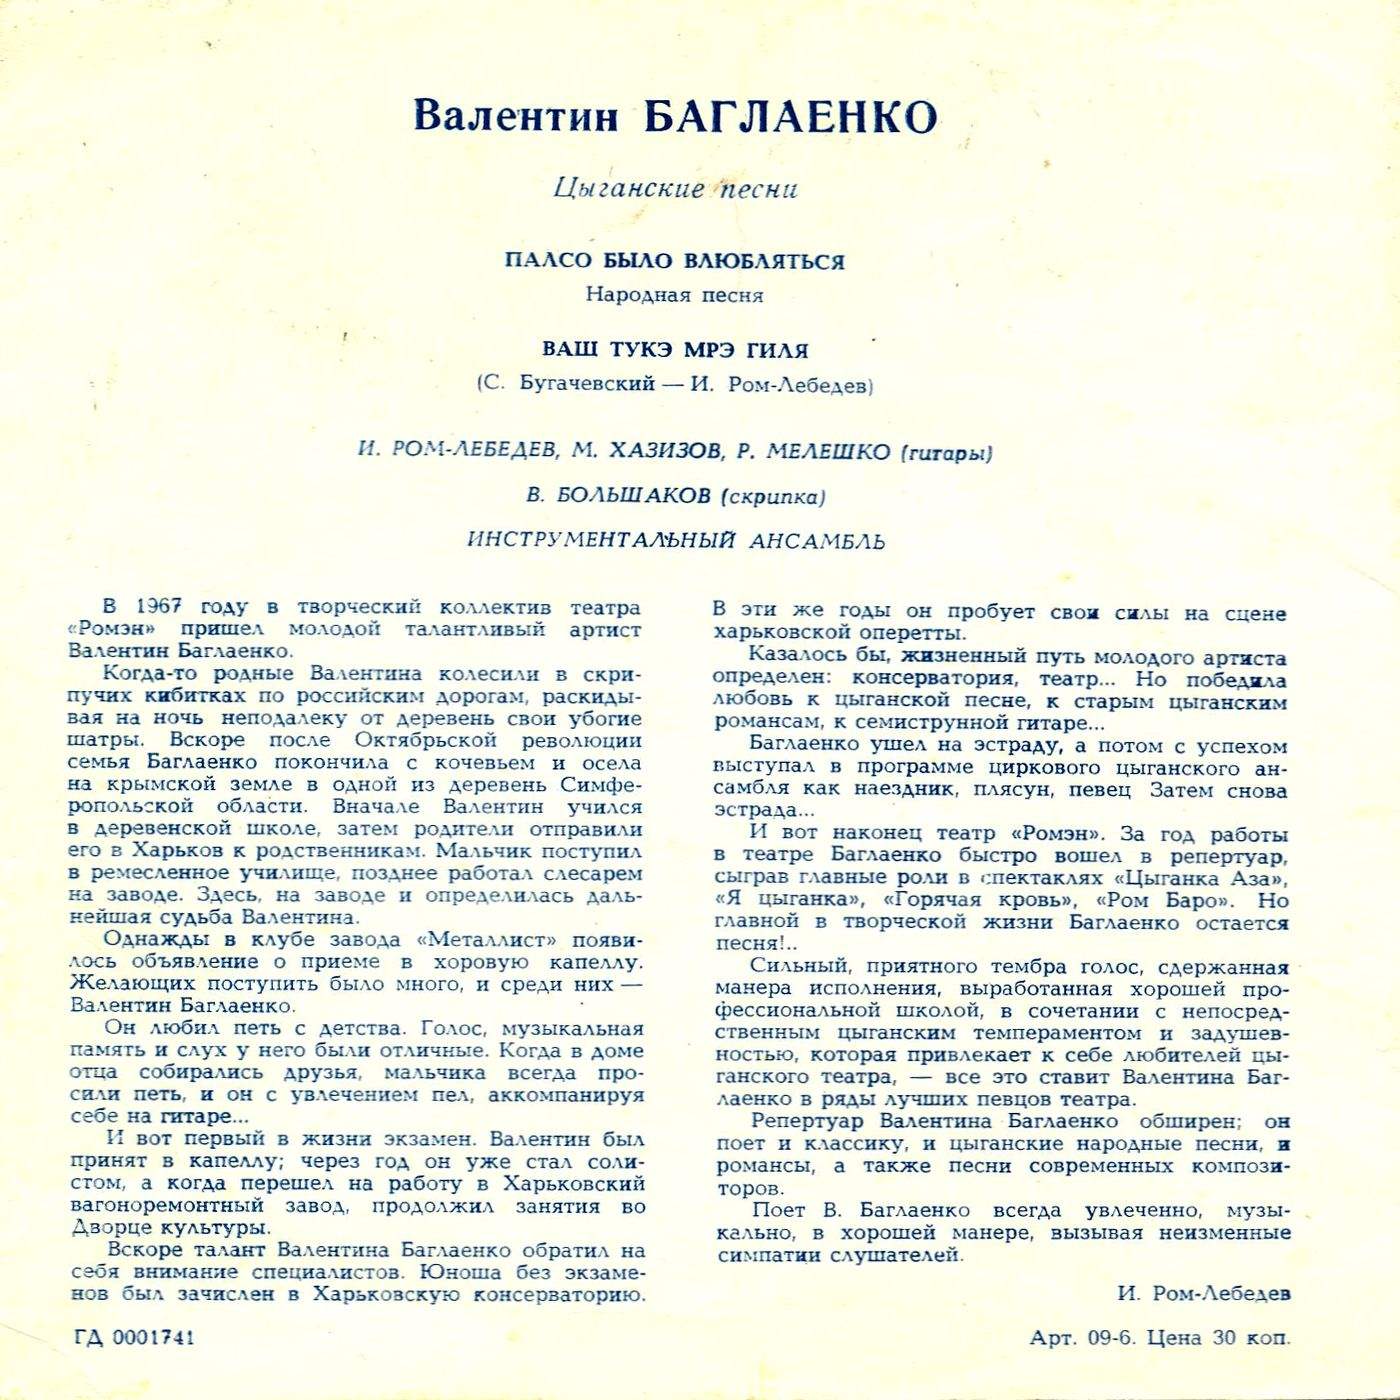 Валентин БАГЛАЕНКО
Цыганские песни
ПАЛСО БЫЛО ВЛЮБЛЯТЬСЯ
Народная песня
ВАШ ТУКЭ МРЭ ГИЛЯ
(С. Бугачевский — И. Ром-Лебедев)
И. РОМ-ЛЕБЕДЕВ, М. ХАЗИЗОВ, Р. МЕЛЕШКО (гитары)
В. БОЛЬШАКОВ (скрипка)
ИНСТРУМЕНТАЛЬНЫЙ АНСАМБЛЬ
В 1967 году в творческий коллектив театра
«Ромэн» пришел молодой талантливый артист
Валентин Баглаенко.
Когда-то родные Валентина колесили в скри-
пучих кибитках по российским дорогам, раскиды-
вая на ночь неподалеку от деревень свои убогие
шатры. Вскоре после Октябрьской революции
семья Баглаенко покончила с кочевьем и осела
на крымской земле в одной из деревень Симфе-
ропольской области. Вначале Валентин учился
в деревенской школе, затем родители отправили
его в Харьков к родственникам. Мальчик поступил
в ремесленное училище, позднее работал слесарем
на заводе. Здесь, на заводе и определилась даль-
нейшая судьба Валентина.
Однажды в клубе завода «Металлист» появи-
лось объявление о приеме в хоровую капеллу.
Желающих поступить было много, и среди них —
Валентин Баглаенко.
Он любил петь с детства. Голос, музыкальная
память и слух у него были отличные. Когда в доме
отца собирались друзья, мальчика всегда про-
сили петь, и он с увлечением пел, аккомпанируя
себе на гитаре...
И вот первый в жизни экзамен. Валентин был
принят в капеллу; через год он уже стал соли-
стом, а когда перешел на работу в Харьковский
вагоноремонтный завод, продолжил занятия во
Дворце культуры.
Вскоре талант Валентина Баглаенко обратил на
себя внимание специалистов. Юноша без экзаме-
нов был зачислен в Харьковскую консерваторию.
В эти же годы он пробует свои силы на сцене
харьковской оперетты.
Казалось бы, жизненный путь молодого артиста
определен: консерватория, театр... Но победила
любовь к цыганской песне, к старым цыганским
романсам, к семиструнной гитаре...
Баглаенко ушел на эстраду, а потом с успехом
выступал в программе циркового цыганского ан-
самбля как наездник, плясун, певец Затем снова
эстрада...
И вот наконец театр «Ромэн». За год работы
в театре Баглаенко быстро вошел в репертуар,
сыграв главные роли в спектаклях «Цыганка Аза»,
«Я цыганка», «Горячая кровь», «Ром Баро». Но
главной в творческой жизни Баглаенко остается
песня!..
Сильный, приятного тембра голос, сдержанная
манера исполнения, выработанная хорошей про-
фессиональной школой, в сочетании с непосред-
ственным цыганским темпераментом и задушев-
ностью, которая привлекает к себе любителей цы-
ганского театра, — все это ставит Валентина Баг-
лаенко в ряды лучших певцов театра.
Репертуар Валентина Баглаенко обширен; он
поет и классику, и цыганские народные песни, и
романсы, а также песни современных компози-
торов.
Поет В. Баглаенко всегда увлеченно, музы-
кально, в хорошей манере, вызывая неизменные
симпатии слушателей.
И. Ром-Лебедев
ГД 0001741
Арт. 09-6. Цена 30 коп.